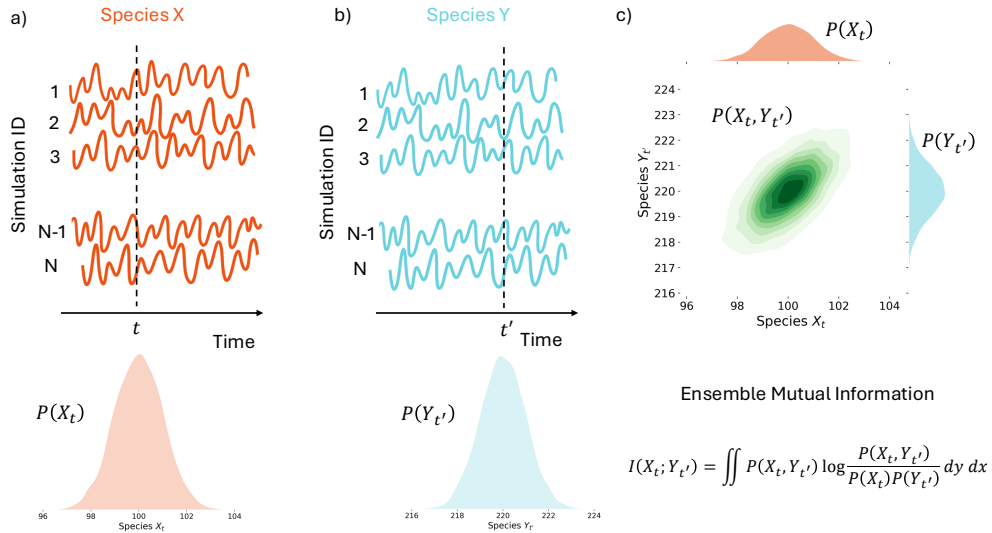 a)
Species X
Simulation ID
1
2
3
N-1
N
t
Time
P(X_t)
96 98 100 102 104
Species X_t
b)
Species Y
Simulation ID
1
2
3
N-1
N
t′
Time
P(Y_t′)
216 218 220 222 224
Species Y_t′
c)
P(X_t)
P(X_t, Y_t′)
P(Y_t′)
Species Y_t′
224
223
222
221
220
219
218
217
216
96 98 100 102 104
Species X_t
Ensemble Mutual Information
I(X_t; Y_t′) = ∬ P(X_t, Y_t′) log P(X_t, Y_t′) / P(X_t)P(Y_t′) dy dx